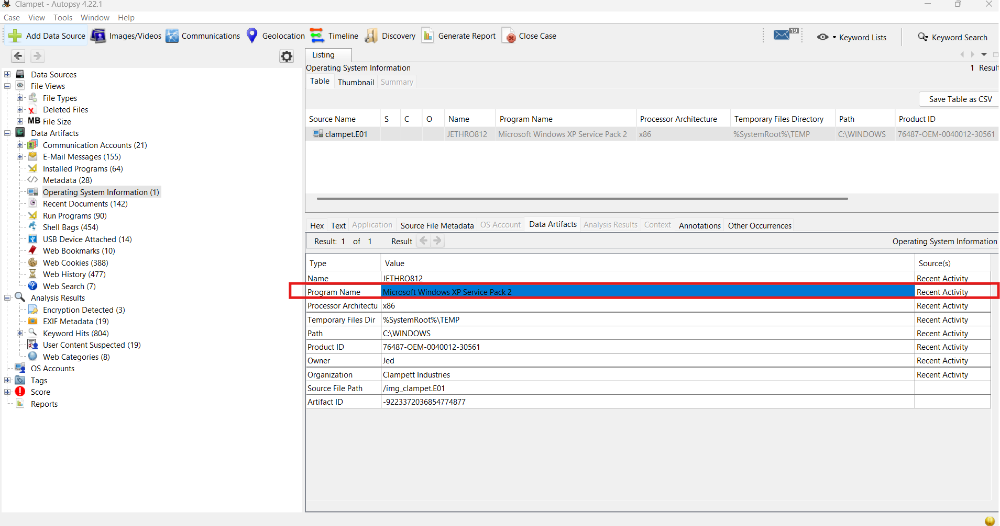 Clampet - Autopsy 4.22.1
Case View Tools Window Help
Add Data Source Images/Videos Communications Geolocation Timeline Discovery Generate Report Close Case 19 Keyword Lists Keyword Search
Data Sources
File Views
File Types
Deleted Files
MB File Size
Data Artifacts
Communication Accounts (21)
E-Mail Messages (155)
Installed Programs (64)
Metadata (28)
Operating System Information (1)
Recent Documents (142)
Run Programs (90)
Shell Bags (454)
USB Device Attached (14)
Web Bookmarks (10)
Web Cookies (388)
Web History (477)
Web Search (7)
Analysis Results
Encryption Detected (3)
EXIF Metadata (19)
Keyword Hits (804)
User Content Suspected (19)
Web Categories (8)
OS Accounts
Tags
Score
Reports
Listing
Operating System Information 1 Result
Table Thumbnail Summary
Save Table as CSV
Source Name S C O Name Program Name Processor Architecture Temporary Files Directory Path Product ID
clampet.E01 JETHRO812 Microsoft Windows XP Service Pack 2 x86 %SystemRoot%\TEMP C:\WINDOWS 76487-OEM-0040012-30561
Hex Text Application Source File Metadata OS Account Data Artifacts Analysis Results Context Annotations Other Occurrences
Result: 1 of 1 Result Operating System Information
Type Value Source(s)
Name JETHRO812 Recent Activity
Program Name Microsoft Windows XP Service Pack 2 Recent Activity
Processor Architectu x86 Recent Activity
Temporary Files Dir %SystemRoot%\TEMP Recent Activity
Path C:\WINDOWS Recent Activity
Product ID 76487-OEM-0040012-30561 Recent Activity
Owner Jed Recent Activity
Organization Clampett Industries Recent Activity
Source File Path /img_clampet.E01
Artifact ID -9223372036854774877